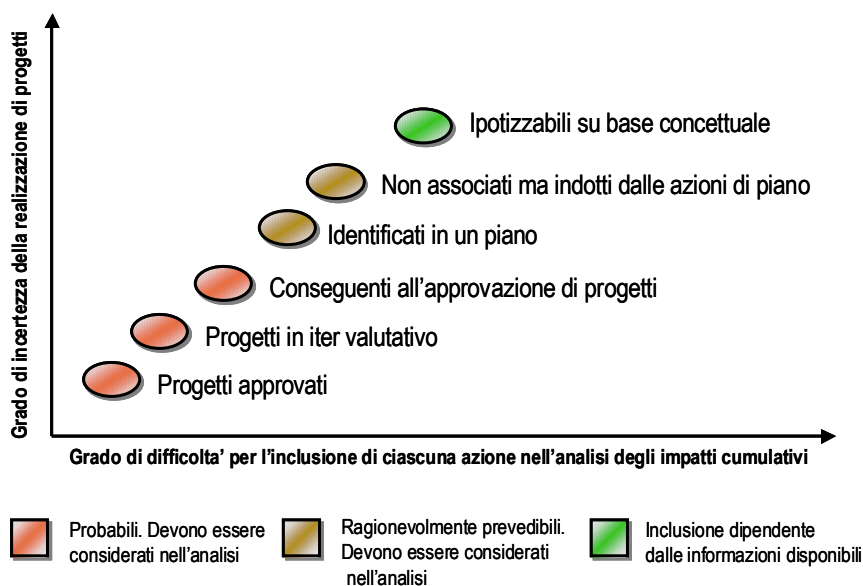 Grado di incertezza della realizzazione di progetti
Ipotizzabili su base concettuale
Non associati ma indotti dalle azioni di piano
Identificati in un piano
Conseguenti all’approvazione di progetti
Progetti in iter valutativo
Progetti approvati
Grado di difficolta’ per l’inclusione di ciascuna azione nell’analisi degli impatti cumulativi
Probabili. Devono essere
considerati nell’analisi
Ragionevolmente prevedibili.
Devono essere considerati
nell’analisi
Inclusione dipendente
dalle informazioni disponibili